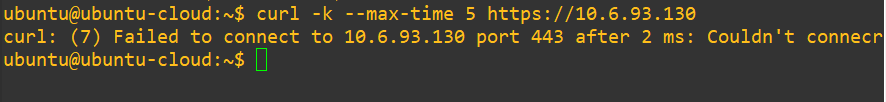 ubuntu@ubuntu-cloud:~$ curl -k --max-time 5 https://10.6.93.130
curl: (7) Failed to connect to 10.6.93.130 port 443 after 2 ms: Couldn't connecr
ubuntu@ubuntu-cloud:~$